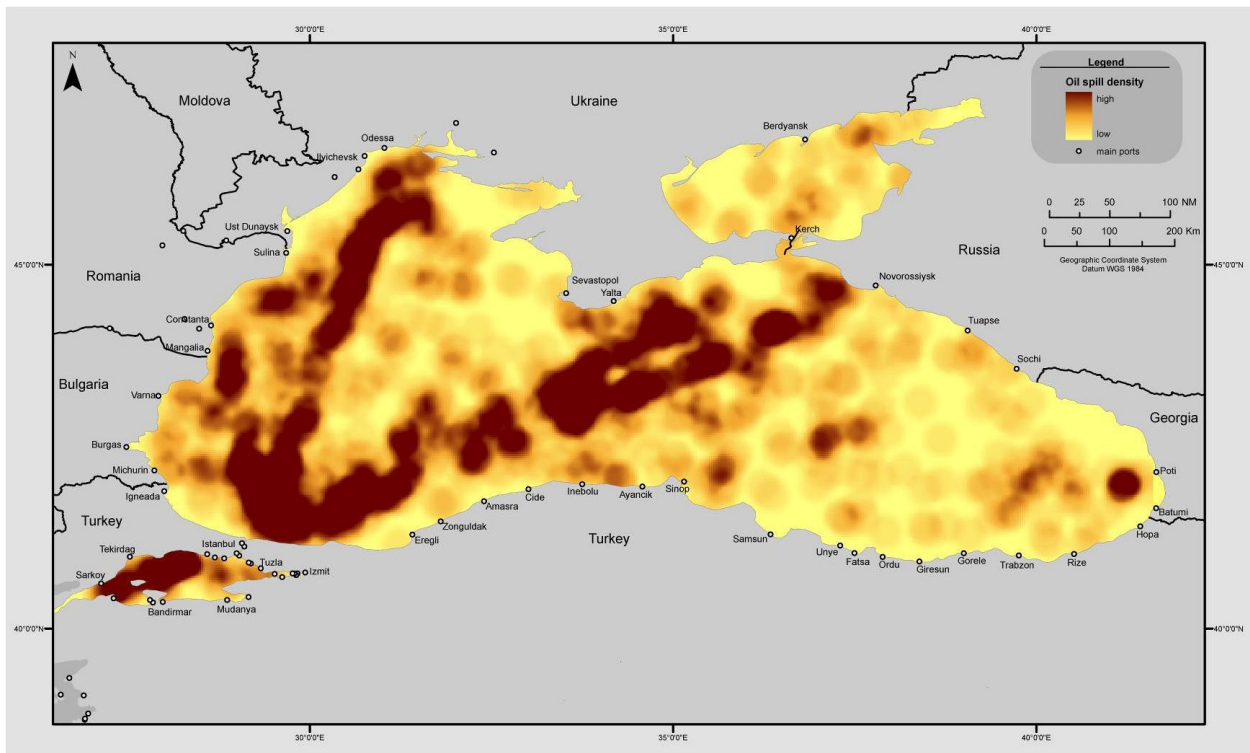 30°0'0"E
35°0'0"E
40°0'0"E
N
Moldova
Ukraine
Legend
Oil spill density
high
low
main ports
Berdyansk
Odessa
Ilyichevsk
0 25 50 100 NM
0 50 100 200 Km
Geographic Coordinate System
Datum WGS 1984
Ust Dunaysk
Kerch
Sulina
Russia
45°0'0"N
45°0'0"N
Romania
Sevastopol
Yalta
Novorossiysk
Constanta
Tuapse
Mangalia
Sochi
Bulgaria
Varna
Georgia
Burgas
Michurin
Poti
Igneada
Cide
Inebolu
Ayancik
Sinop
Amasra
Batumi
Turkey
Zonguldak
Eregli
Turkey
Samsun
Hopa
Istanbul
Tekirdag
Tuzla
Unye
Fatsa
Ordu
Giresun
Gorele
Trabzon
Rize
Sarkoy
Izmit
Bandirmar
Mudanya
40°0'0"N
40°0'0"N
30°0'0"E
35°0'0"E
40°0'0"E